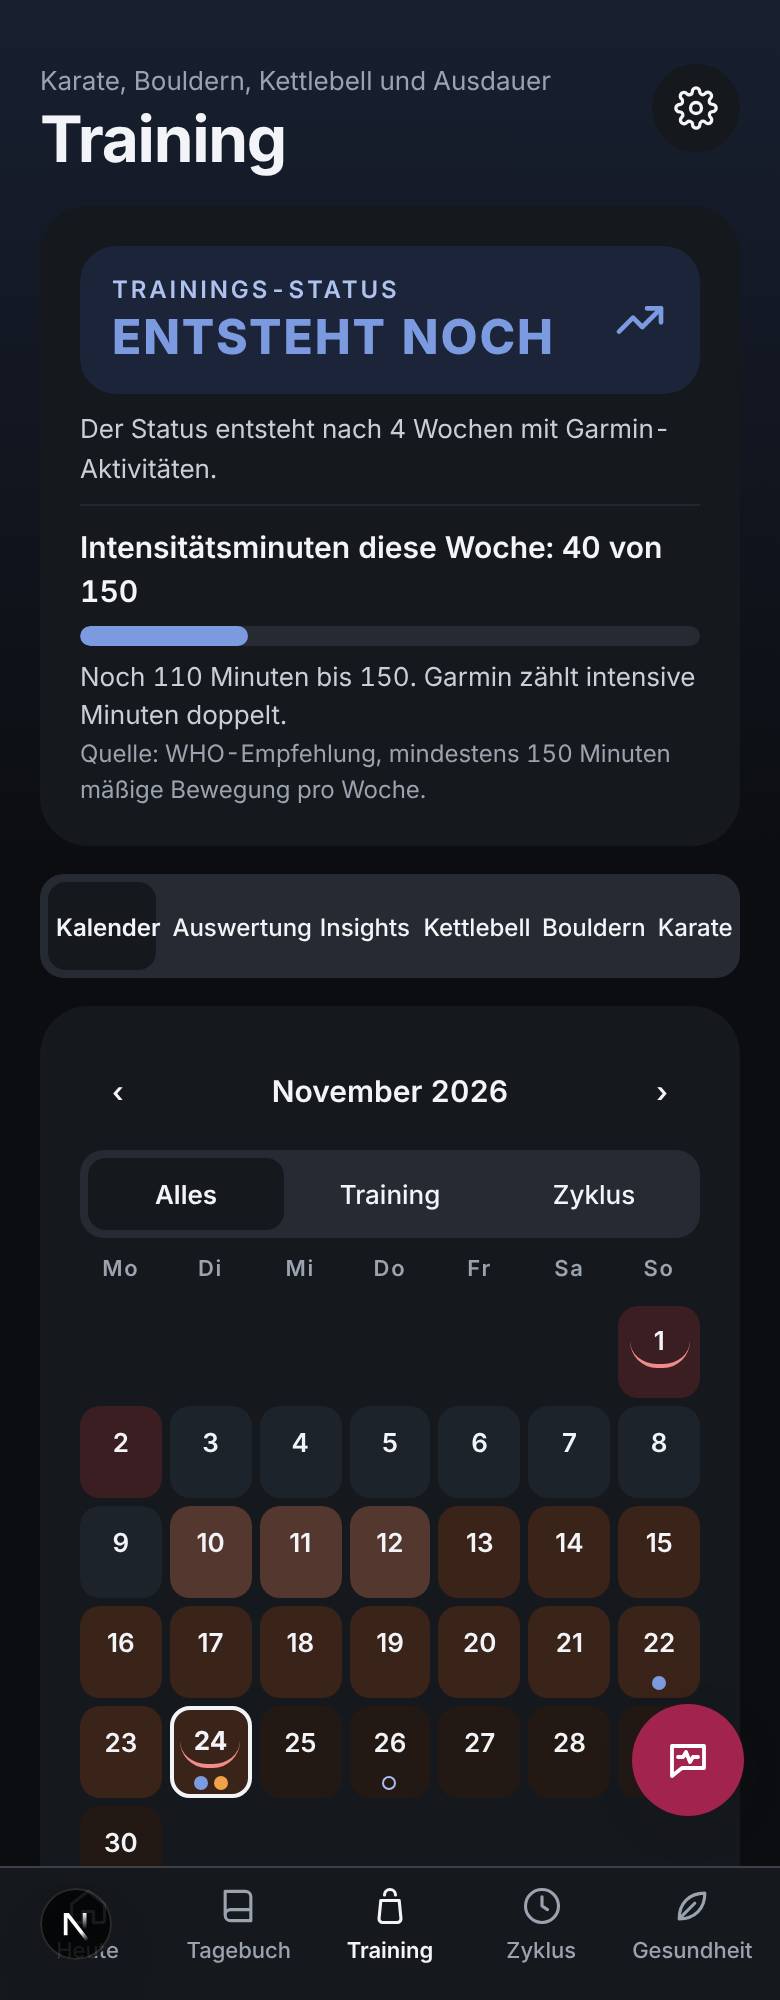 Karate, Bouldern, Kettlebell und Ausdauer
Training
TRAININGS-STATUS
ENTSTEHT NOCH
Der Status entsteht nach 4 Wochen mit Garmin-
Aktivitäten.
Intensitätsminuten diese Woche: 40 von
150
Noch 110 Minuten bis 150. Garmin zählt intensive
Minuten doppelt.
Quelle: WHO-Empfehlung, mindestens 150 Minuten
mäßige Bewegung pro Woche.
Kalender Auswertung Insights Kettlebell Bouldern Karate
‹ November 2026 ›
Alles Training Zyklus
Mo Di Mi Do Fr Sa So
1
2 3 4 5 6 7 8
9 10 11 12 13 14 15
16 17 18 19 20 21 22
23 24 25 26 27 28
30
N
Heute Tagebuch Training Zyklus Gesundheit